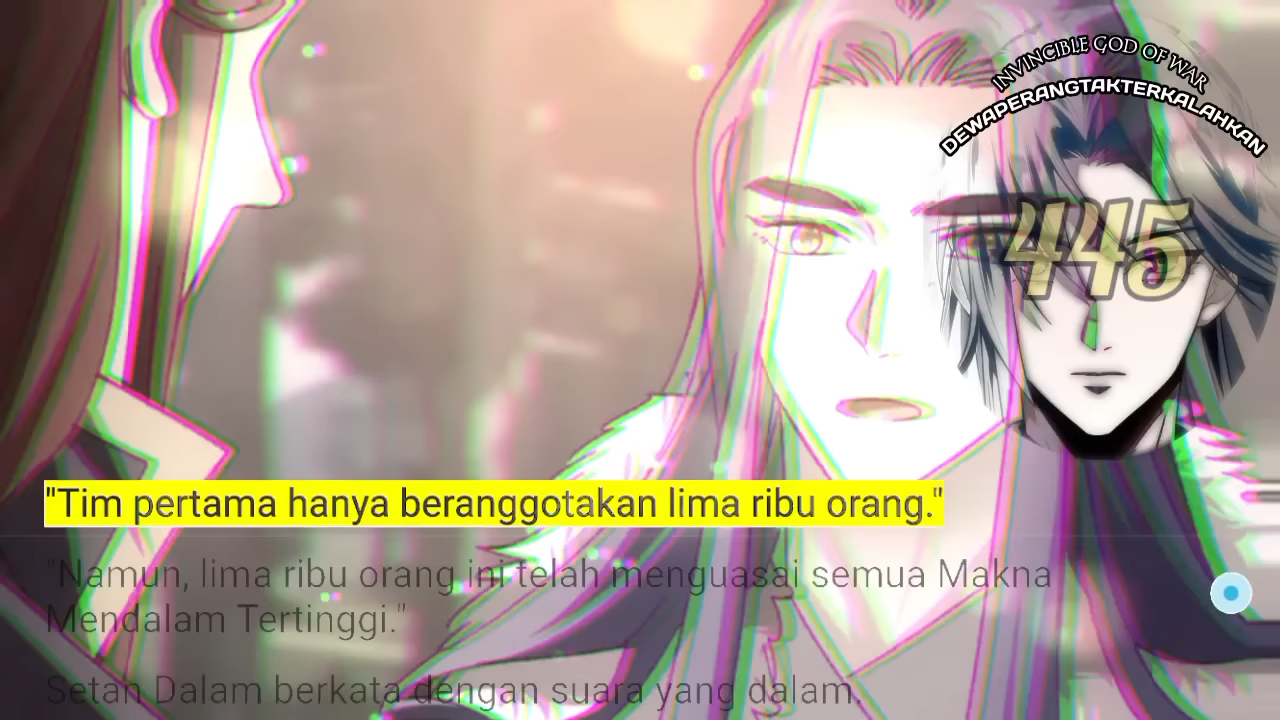 INVINCIBLE GOD OF WAR
DEWAPERANGTAKTERKALAHKAN
445
"Tim pertama hanya beranggotakan lima ribu orang."
"Namun, lima ribu orang ini telah menguasai semua Makna
Mendalam Tertinggi."
Setan Dalam berkata dengan suara yang dalam.